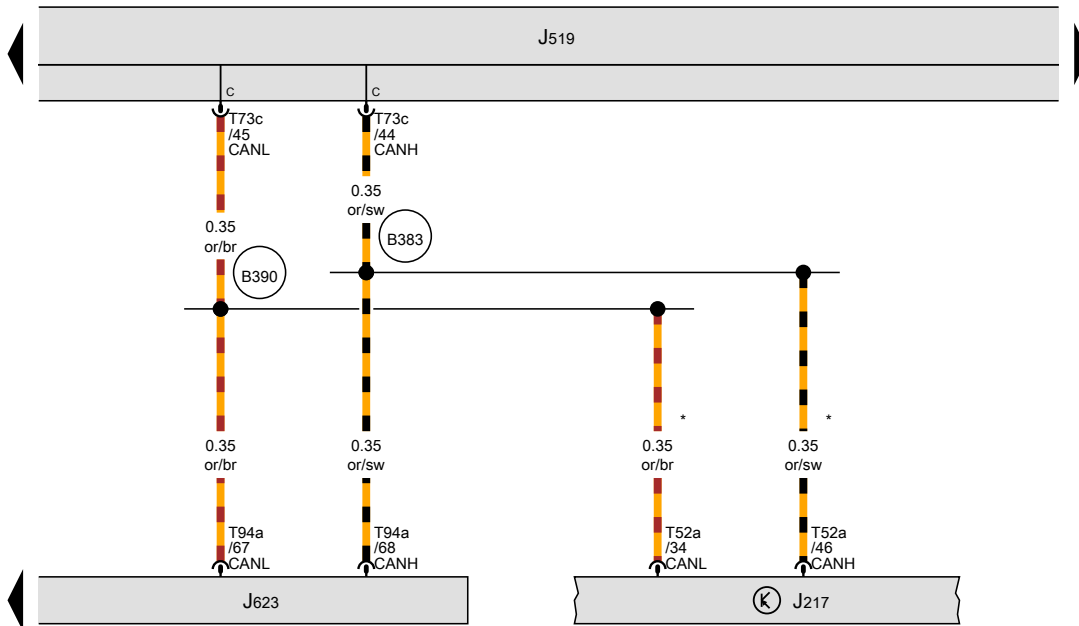 J519
C
C
T73c
/45
CANL
T73c
/44
CANH
0.35
or/sw
0.35
or/br
B383
B390
*
*
0.35
or/br
0.35
or/sw
0.35
or/br
0.35
or/sw
T94a
/67
CANL
T94a
/68
CANH
T52a
/34
CANL
T52a
/46
CANH
J623
J217